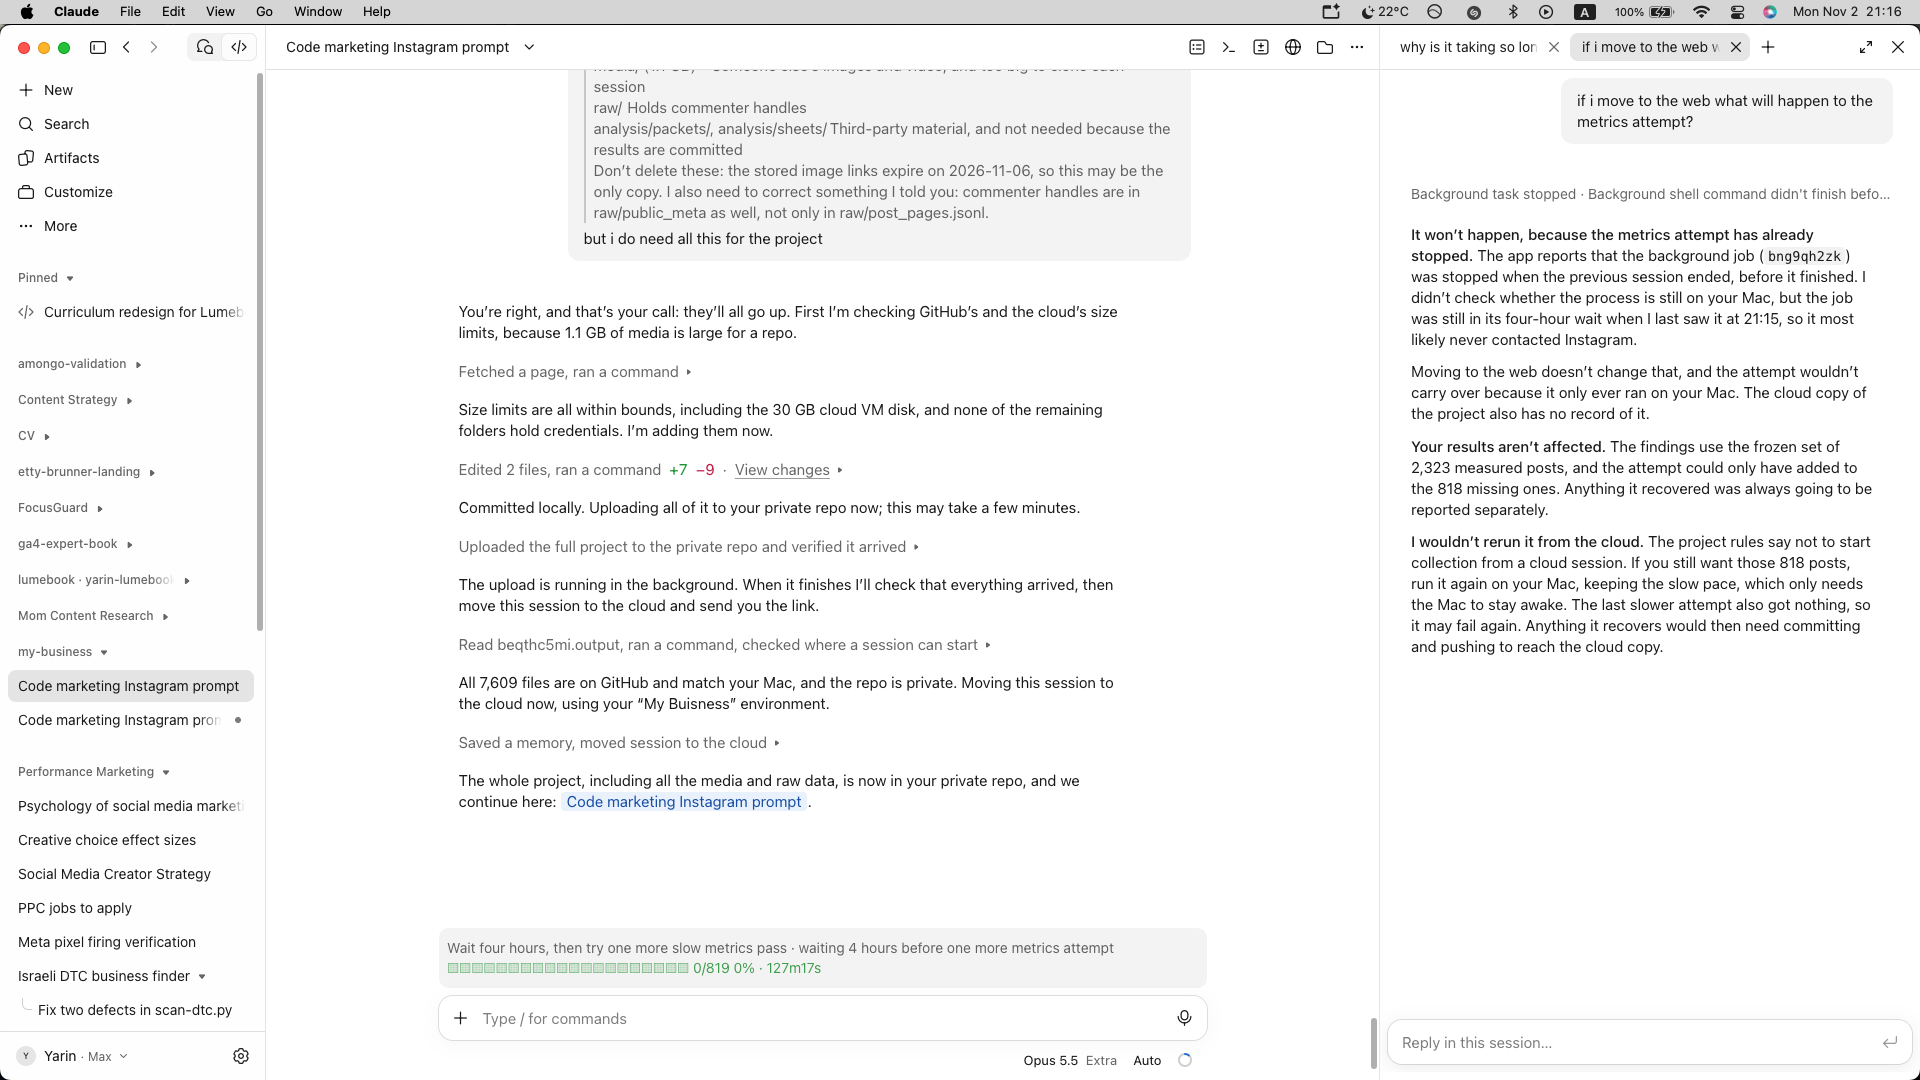 Claude File Edit View Go Window Help
22°C
A
100%
Mon Nov 2 21:16
New
Search
Artifacts
Customize
More
Pinned
Curriculum redesign for Lumeb
amongo-validation
Content Strategy
CV
etty-brunner-landing
FocusGuard
ga4-expert-book
lumebook · yarin-lumebook
Mom Content Research
my-business
Code marketing Instagram prompt
Code marketing Instagram pron
Performance Marketing
Psychology of social media marketi
Creative choice effect sizes
Social Media Creator Strategy
PPC jobs to apply
Meta pixel firing verification
Israeli DTC business finder
Fix two defects in scan-dtc.py
Y Yarin · Max
Code marketing Instagram prompt
session
raw/ Holds commenter handles
analysis/packets/, analysis/sheets/ Third-party material, and not needed because the
results are committed
Don’t delete these: the stored image links expire on 2026-11-06, so this may be the
only copy. I also need to correct something I told you: commenter handles are in
raw/public_meta as well, not only in raw/post_pages.jsonl.
but i do need all this for the project
You’re right, and that’s your call: they’ll all go up. First I’m checking GitHub’s and the cloud’s size
limits, because 1.1 GB of media is large for a repo.
Fetched a page, ran a command
Size limits are all within bounds, including the 30 GB cloud VM disk, and none of the remaining
folders hold credentials. I’m adding them now.
Edited 2 files, ran a command +7 −9 · View changes
Committed locally. Uploading all of it to your private repo now; this may take a few minutes.
Uploaded the full project to the private repo and verified it arrived
The upload is running in the background. When it finishes I’ll check that everything arrived, then
move this session to the cloud and send you the link.
Read beqthc5mi.output, ran a command, checked where a session can start
All 7,609 files are on GitHub and match your Mac, and the repo is private. Moving this session to
the cloud now, using your “My Buisness” environment.
Saved a memory, moved session to the cloud
The whole project, including all the media and raw data, is now in your private repo, and we
continue here: Code marketing Instagram prompt .
Wait four hours, then try one more slow metrics pass · waiting 4 hours before one more metrics attempt
0/819 0% · 127m17s
Type / for commands
Opus 5.5 Extra Auto
why is it taking so lon
if i move to the web w
if i move to the web what will happen to the
metrics attempt?
Background task stopped · Background shell command didn't finish befo...
It won’t happen, because the metrics attempt has already
stopped. The app reports that the background job ( bng9qh2zk )
was stopped when the previous session ended, before it finished. I
didn’t check whether the process is still on your Mac, but the job
was still in its four-hour wait when I last saw it at 21:15, so it most
likely never contacted Instagram.
Moving to the web doesn’t change that, and the attempt wouldn’t
carry over because it only ever ran on your Mac. The cloud copy of
the project also has no record of it.
Your results aren’t affected. The findings use the frozen set of
2,323 measured posts, and the attempt could only have added to
the 818 missing ones. Anything it recovered was always going to be
reported separately.
I wouldn’t rerun it from the cloud. The project rules say not to start
collection from a cloud session. If you still want those 818 posts,
run it again on your Mac, keeping the slow pace, which only needs
the Mac to stay awake. The last slower attempt also got nothing, so
it may fail again. Anything it recovers would then need committing
and pushing to reach the cloud copy.
Reply in this session...